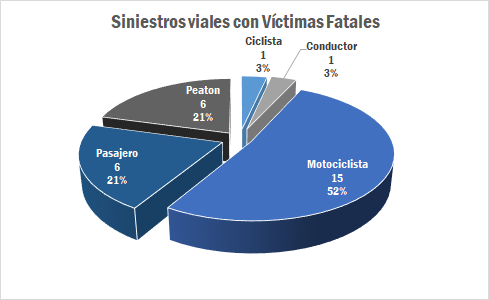 Siniestros viales con Víctimas Fatales
Ciclista
1
3%
Conductor
1
3%
Peaton
6
21%
Pasajero
6
21%
Motociclista
15
52%